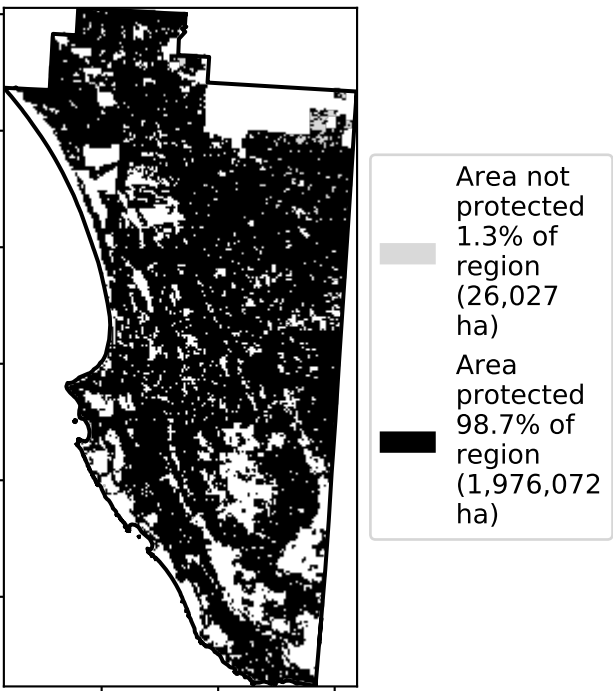 Area not
protected
1.3% of
region
(26,027
ha)
Area
protected
98.7% of
region
(1,976,072
ha)